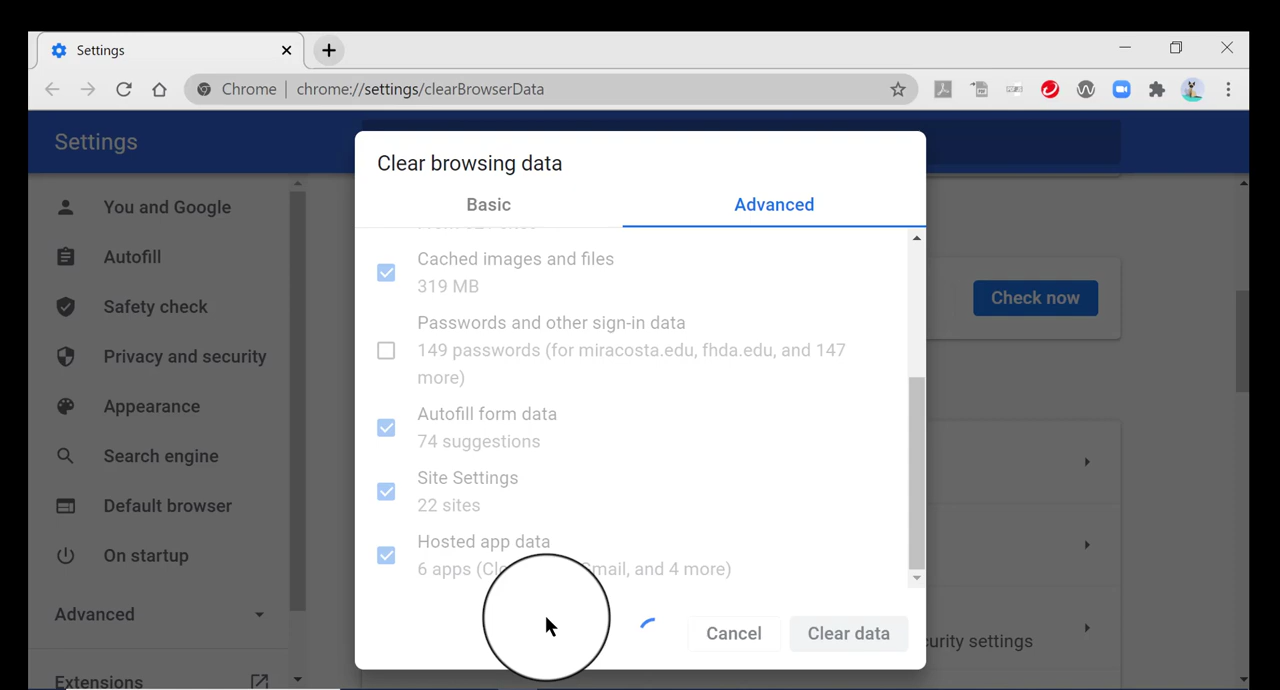 Settings
Chrome | chrome://settings/clearBrowserData
Settings
Clear browsing data
Basic
Advanced
You and Google
Autofill
Safety check
Privacy and security
Appearance
Search engine
Default browser
On startup
Advanced
Extensions
Cached images and files
319 MB
Passwords and other sign-in data
149 passwords (for miracosta.edu, fhda.edu, and 147
more)
Autofill form data
74 suggestions
Site Settings
22 sites
Hosted app data
6 apps (and 4 more)
Cancel
Clear data
Check now
settings